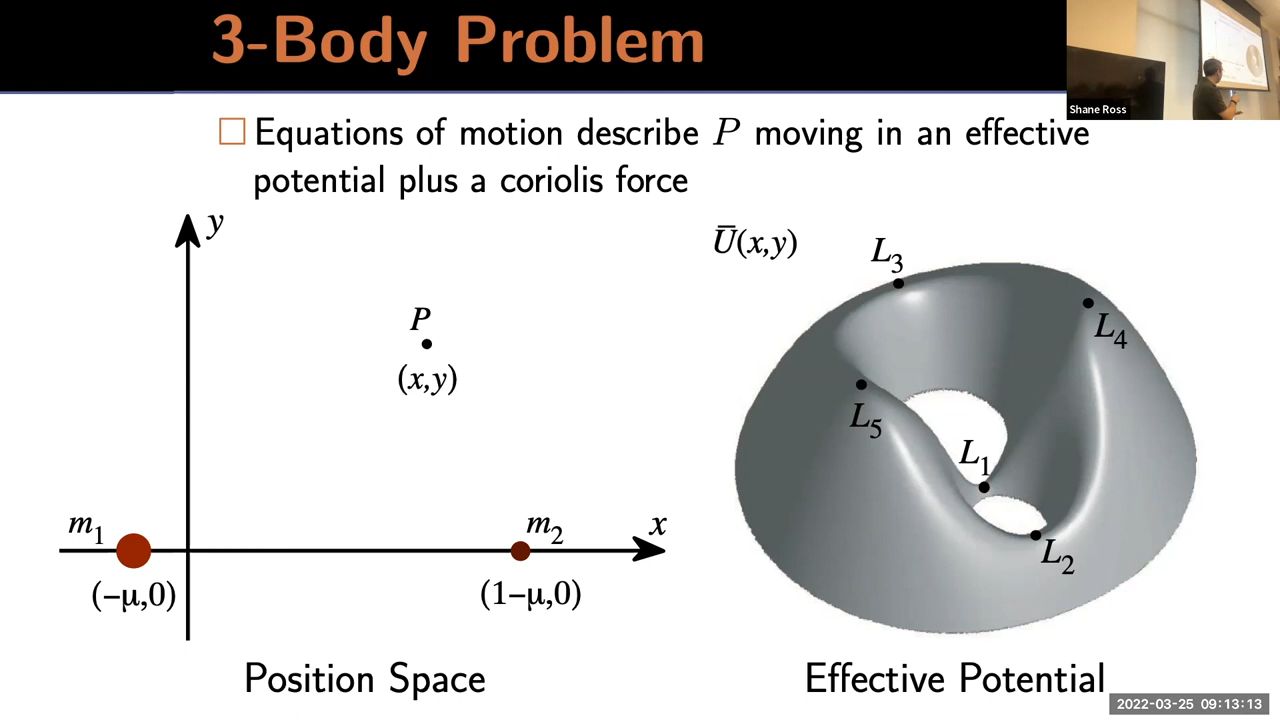 3-Body Problem
Shane Ross
Equations of motion describe P moving in an effective
potential plus a coriolis force
y
P
(x,y)
m1
m2
x
(−μ,0)
(1−μ,0)
Position Space
Ū(x,y)
L3
L4
L5
L1
L2
Effective Potential
2022-03-25 09:13:13